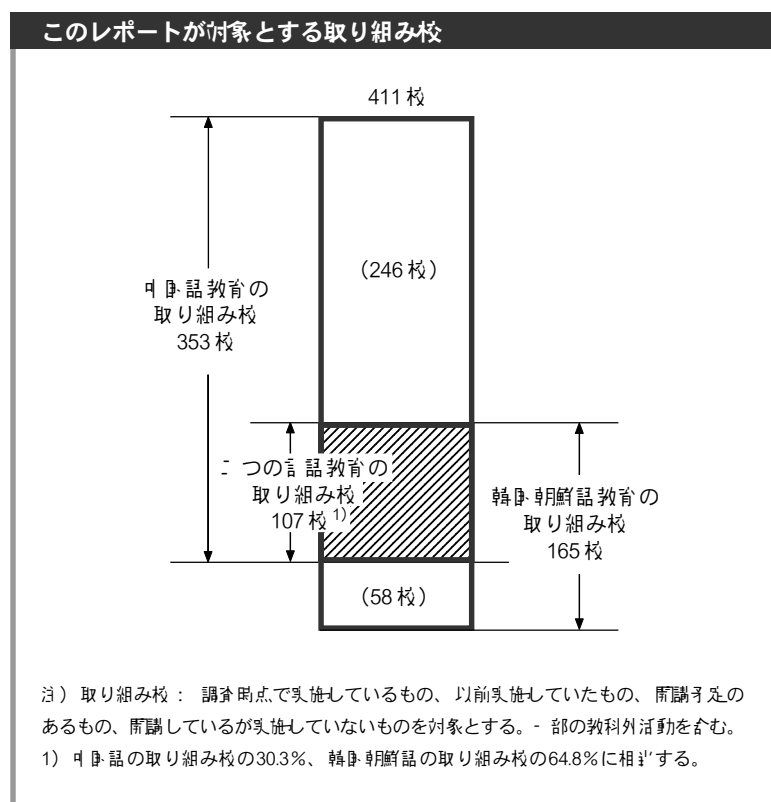 このレポートが対象とする取り組み校
411校
(246校)
中国語教育の
取り組み校
353校
二つの言語教育の
取り組み校
107校1)
韓国朝鮮語教育の
取り組み校
165校
(58校)
注) 取り組み校： 調査時点で実施しているもの、以前実施していたもの、開講予定の
あるもの、開講しているが実施していないものを対象とする。一部の教科外活動を含む。
1) 中国語の取り組み校の30.3%、韓国朝鮮語の取り組み校の64.8%に相当する。